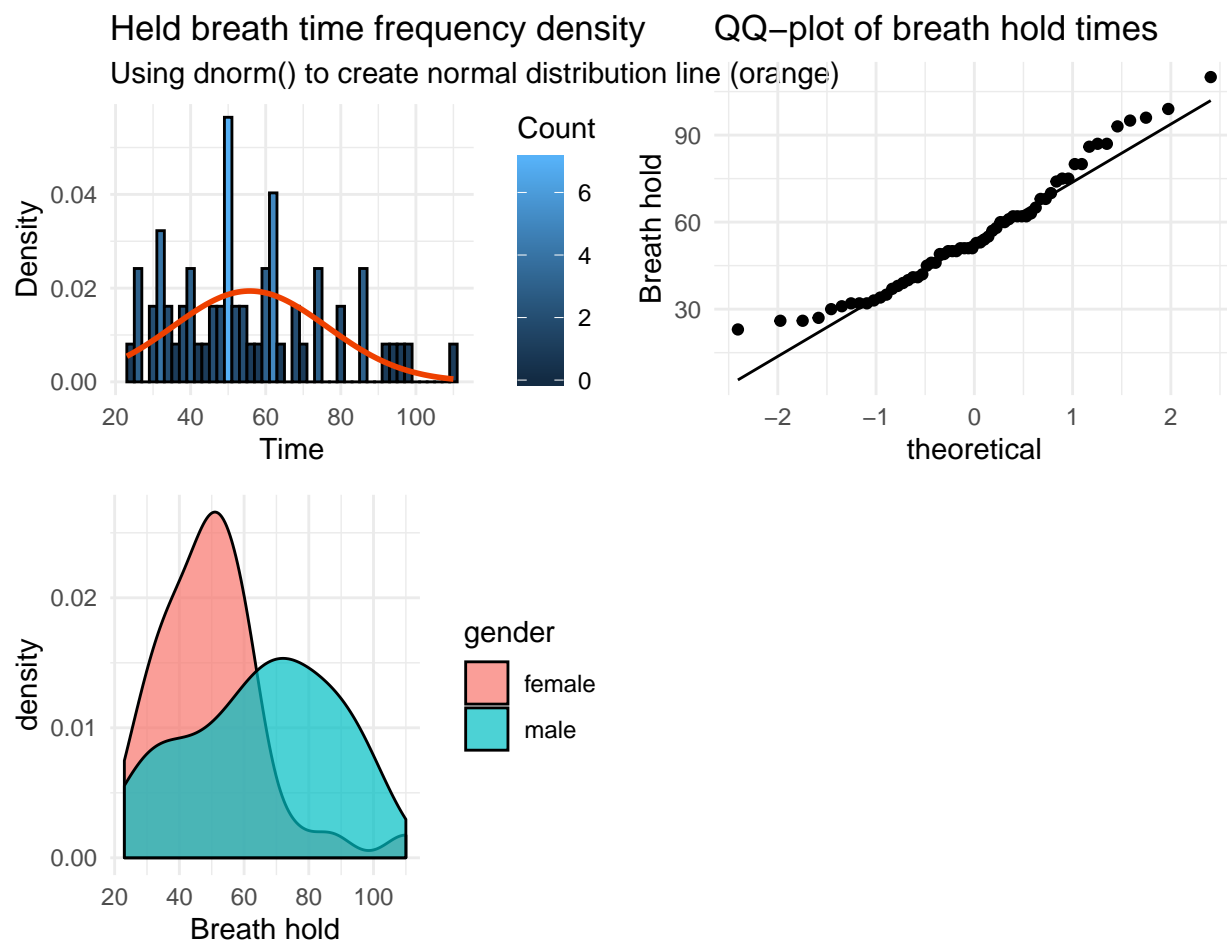 Held breath time frequency density
Using dnorm() to create normal distribution line (orange)
Density
0.04
0.02
0.00
20 40 60 80 100
Time
Count
6
4
2
0
QQ−plot of breath hold times
Breath hold
90
60
30
−2 −1 0 1 2
theoretical
density
0.02
0.01
0.00
20 40 60 80 100
Breath hold
gender
female
male